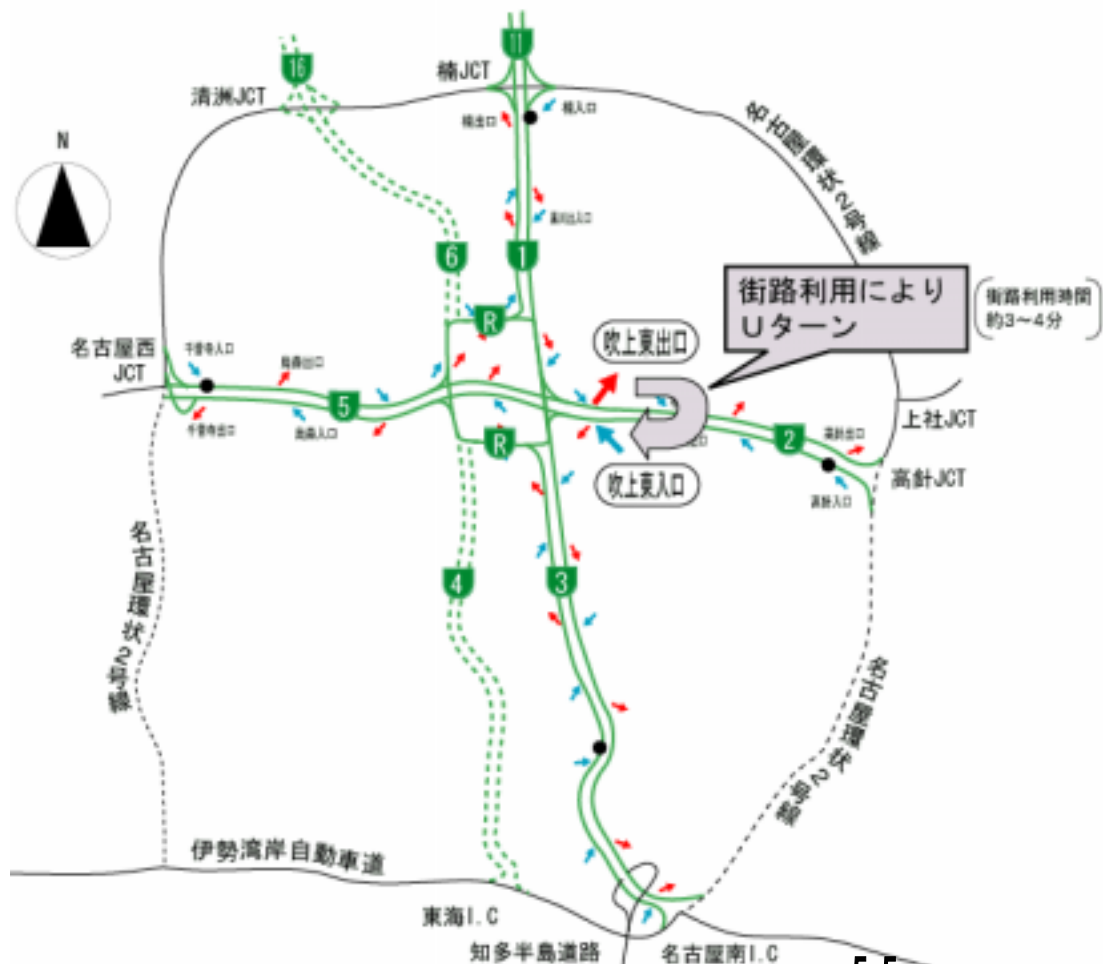 11
16
楠JCT
清洲JCT
楠出口
楠入口
名古屋環状2号線
N
黒川出入口
6
1
街路利用により
Uターン
街路利用時間
約3～4分
R
吹上東出口
名古屋西
JCT
千音寺入口
烏森出口
5
千音寺出口
烏森入口
R
吹上東入口
2
高針出口
高針入口
上社JCT
高針JCT
名古屋環状2号線
4
3
名古屋環状2号線
伊勢湾岸自動車道
東海I.C
知多半島道路
名古屋南I.C